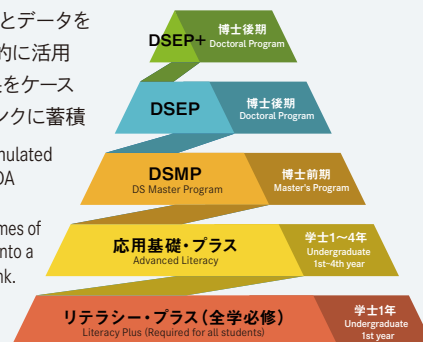 とデータを
的に活用
をケース
ンクに蓄積
mulated
DA
mes of
into a
nk.
DSEP+
博士後期
Doctoral Program
DSEP
博士後期
Doctoral Program
DSMP
DS Master Program
博士前期
Master's Program
応用基礎・プラス
Advanced Literacy
学士1〜4年
Undergraduate
1st-4th year
リテラシー・プラス(全学必修)
Literacy Plus (Required for all students)
学士1年
Undergraduate
1st year